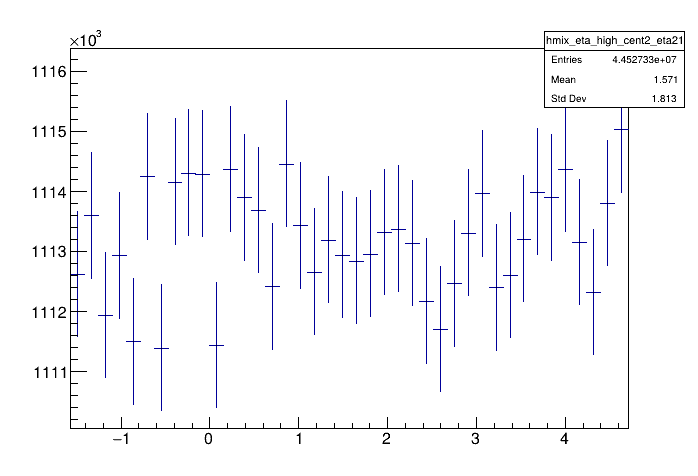 ×10³
hmix_eta_high_cent2_eta21
Entries 4.452733e+07
Mean 1.571
Std Dev 1.813
1116
1115
1114
1113
1112
1111
−1 0 1 2 3 4